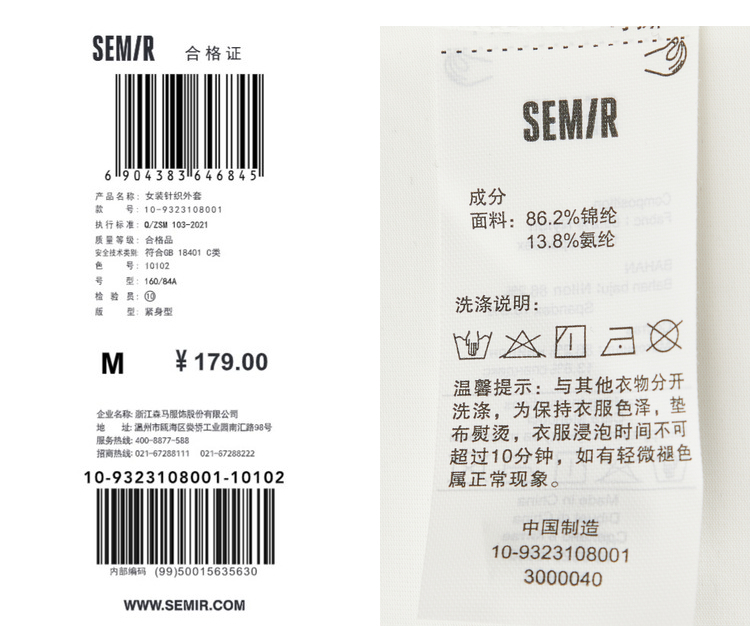 SEMIR 合格证
6 904383 646845
产品名称: 女装针织外套
款 号: 10-9323108001
执行标准: Q/ZSM 103-2021
质量等级: 合格品
安全技术类别: 符合GB 18401 C类
色 号: 10102
号 型: 160/84A
检 验 员: ⑩
版 型: 紧身型
M ¥179.00
企业名称: 浙江森马服饰股份有限公司
地 址: 温州市瓯海区娄桥工业园南汇路98号
服务热线: 400-8877-588
招商热线: 021-67288111 021-67288222
10-9323108001-10102
内部编码 (99)50015635630
WWW.SEMIR.COM
SEMIR
成分
面料: 86.2%锦纶
13.8%氨纶
洗涤说明:
温馨提示: 与其他衣物分开
洗涤，为保持衣服色泽，垫
布熨烫，衣服浸泡时间不可
超过10分钟，如有轻微褪色
属正常现象。
中国制造
10-9323108001
3000040